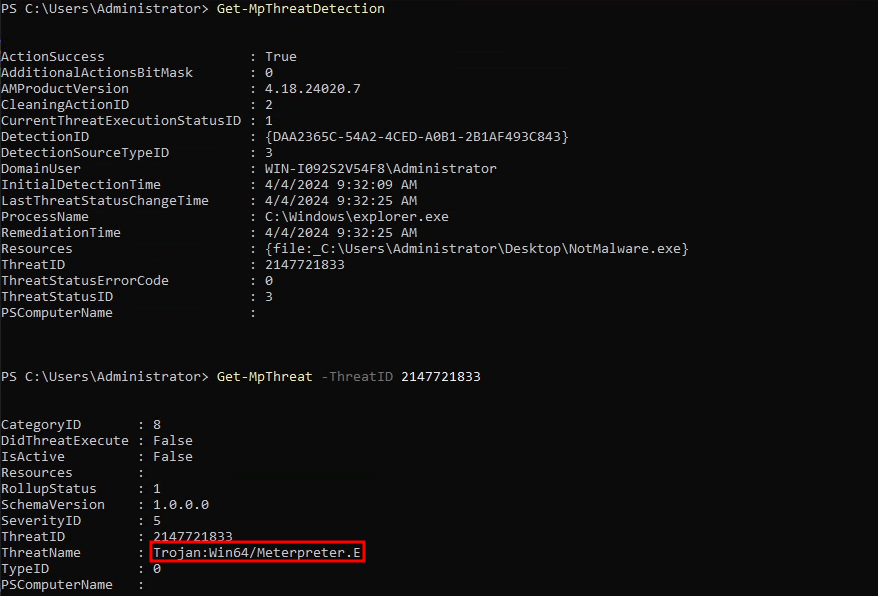 PS C:\Users\Administrator> Get-MpThreatDetection
ActionSuccess : True
AdditionalActionsBitMask : 0
AMProductVersion : 4.18.24020.7
CleaningActionID : 2
CurrentThreatExecutionStatusID : 1
DetectionID : {DAA2365C-54A2-4CED-A0B1-2B1AF493C843}
DetectionSourceTypeID : 3
DomainUser : WIN-I092S2V54F8\Administrator
InitialDetectionTime : 4/4/2024 9:32:09 AM
LastThreatStatusChangeTime : 4/4/2024 9:32:25 AM
ProcessName : C:\Windows\explorer.exe
RemediationTime : 4/4/2024 9:32:25 AM
Resources : {file:_C:\Users\Administrator\Desktop\NotMalware.exe}
ThreatID : 2147721833
ThreatStatusErrorCode : 0
ThreatStatusID : 3
PSComputerName :
PS C:\Users\Administrator> Get-MpThreat -ThreatID 2147721833
CategoryID : 8
DidThreatExecute : False
IsActive : False
Resources :
RollupStatus : 1
SchemaVersion : 1.0.0.0
SeverityID : 5
ThreatID : 2147721833
ThreatName : Trojan:Win64/Meterpreter.E
TypeID : 0
PSComputerName :